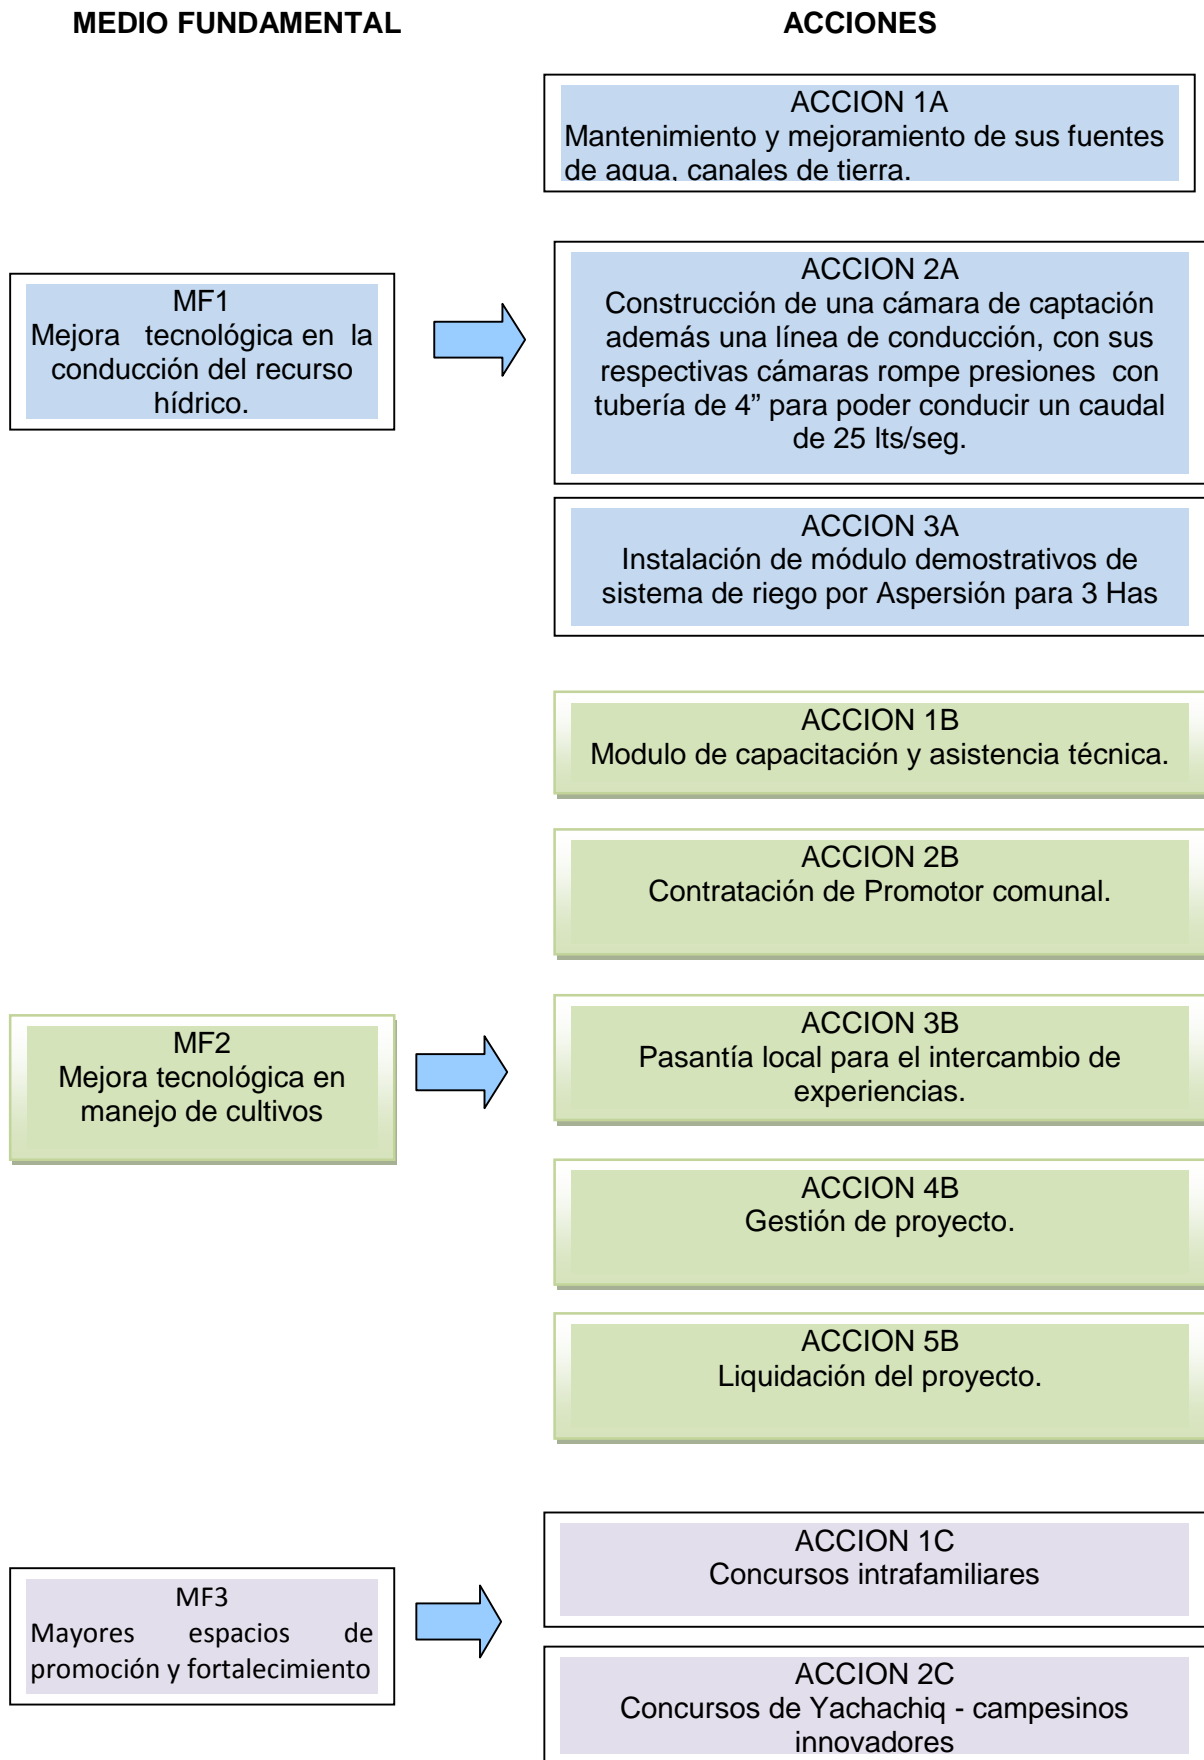 MEDIO FUNDAMENTAL
ACCIONES
ACCION 1A
Mantenimiento y mejoramiento de sus fuentes
de agua, canales de tierra.
MF1
Mejora tecnológica en la
conducción del recurso
hídrico.
ACCION 2A
Construcción de una cámara de captación
además una línea de conducción, con sus
respectivas cámaras rompe presiones con
tubería de 4” para poder conducir un caudal
de 25 lts/seg.
ACCION 3A
Instalación de módulo demostrativos de
sistema de riego por Aspersión para 3 Has
ACCION 1B
Modulo de capacitación y asistencia técnica.
ACCION 2B
Contratación de Promotor comunal.
MF2
Mejora tecnológica en
manejo de cultivos
ACCION 3B
Pasantía local para el intercambio de
experiencias.
ACCION 4B
Gestión de proyecto.
ACCION 5B
Liquidación del proyecto.
MF3
Mayores espacios de
promoción y fortalecimiento
ACCION 1C
Concursos intrafamiliares
ACCION 2C
Concursos de Yachachiq - campesinos
innovadores